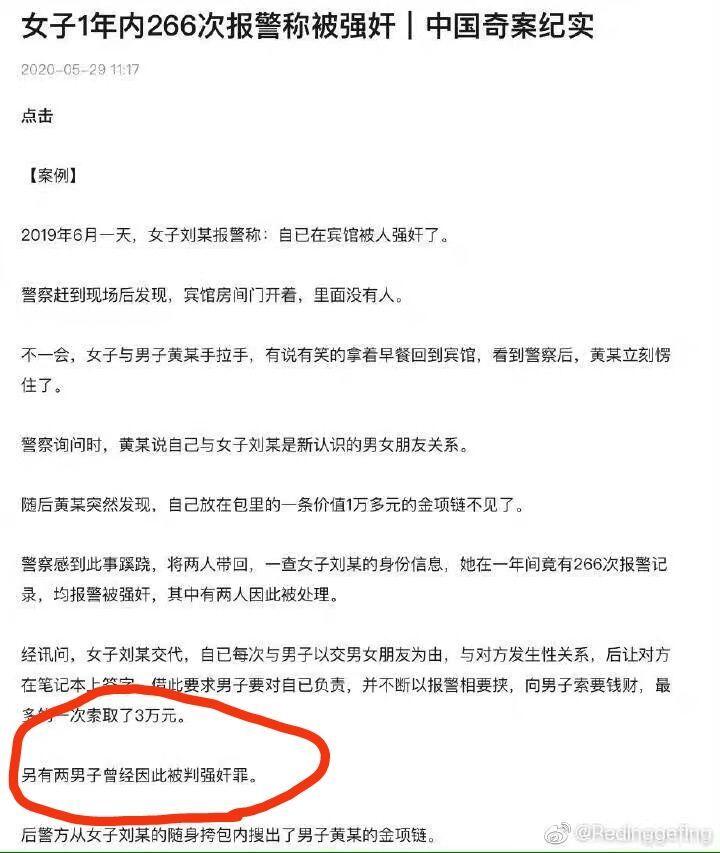 女子1年内266次报警称被强奸｜中国奇案纪实
2020-05-29 11:17
点击
【案例】
2019年6月一天，女子刘某报警称：自已在宾馆被人强奸了。
警察赶到现场后发现，宾馆房间门开着，里面没有人。
不一会，女子与男子黄某手拉手，有说有笑的拿着早餐回到宾馆，看到警察后，黄某立刻愣
住了。
警察询问时，黄某说自己与女子刘某是新认识的男女朋友关系。
随后黄某突然发现，自己放在包里的一条价值1万多元的金项链不见了。
警察感到此事蹊跷，将两人带回，一查女子刘某的身份信息，她在一年间竟有266次报警记
录，均报警被强奸，其中有两人因此被处理。
经讯问，女子刘某交代，自已每次与男子以交男女朋友为由，与对方发生性关系，后让对方
在笔记本上签字，借此要求男子要对自已负责，并不断以报警相要挟，向男子索要钱财，最
多的一次索取了3万元。
另有两男子曾经因此被判强奸罪。
后警方从女子刘某的随身挎包内搜出了男子黄某的金项链。
@Redinggefing